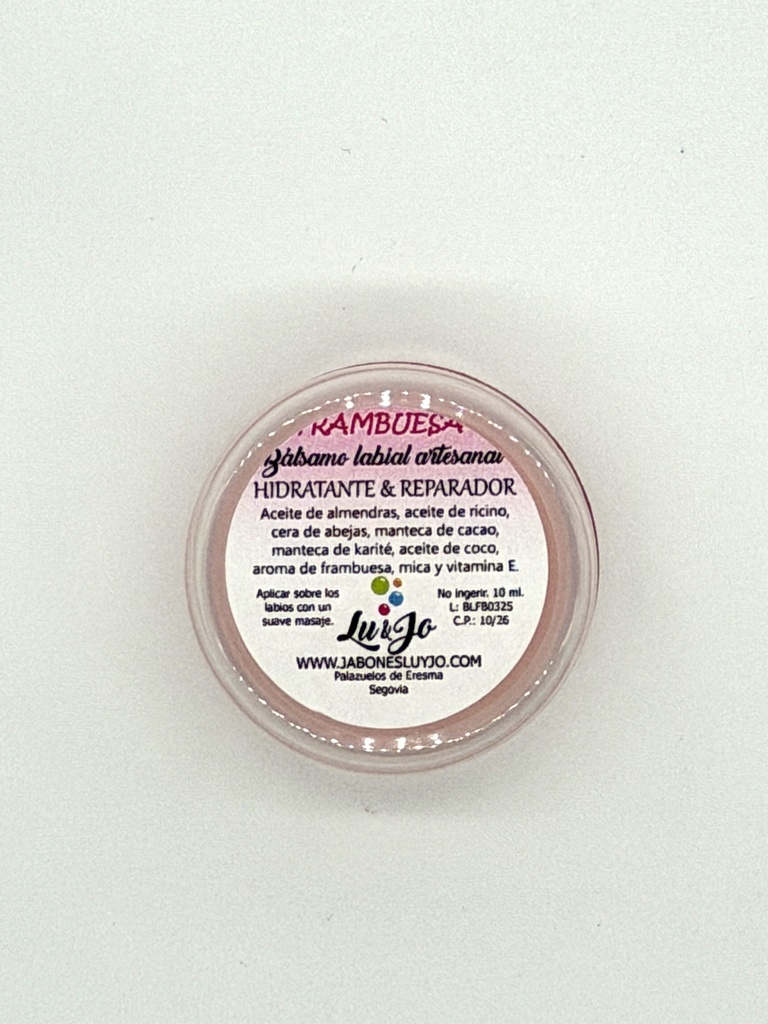 FRAMBUESA
Bálsamo labial artesanal
HIDRATANTE & REPARADOR
Aceite de almendras, aceite de ricino,
cera de abejas, manteca de cacao,
manteca de karité, aceite de coco,
aroma de frambuesa, mica y vitamina E.
Aplicar sobre los
labios con un
suave masaje.
No ingerir. 10 ml.
L: BLFB0325
C.P.: 10/26
Lu&Jo
WWW.JABONESLUYJO.COM
Palazuelos de Eresma
Segovia